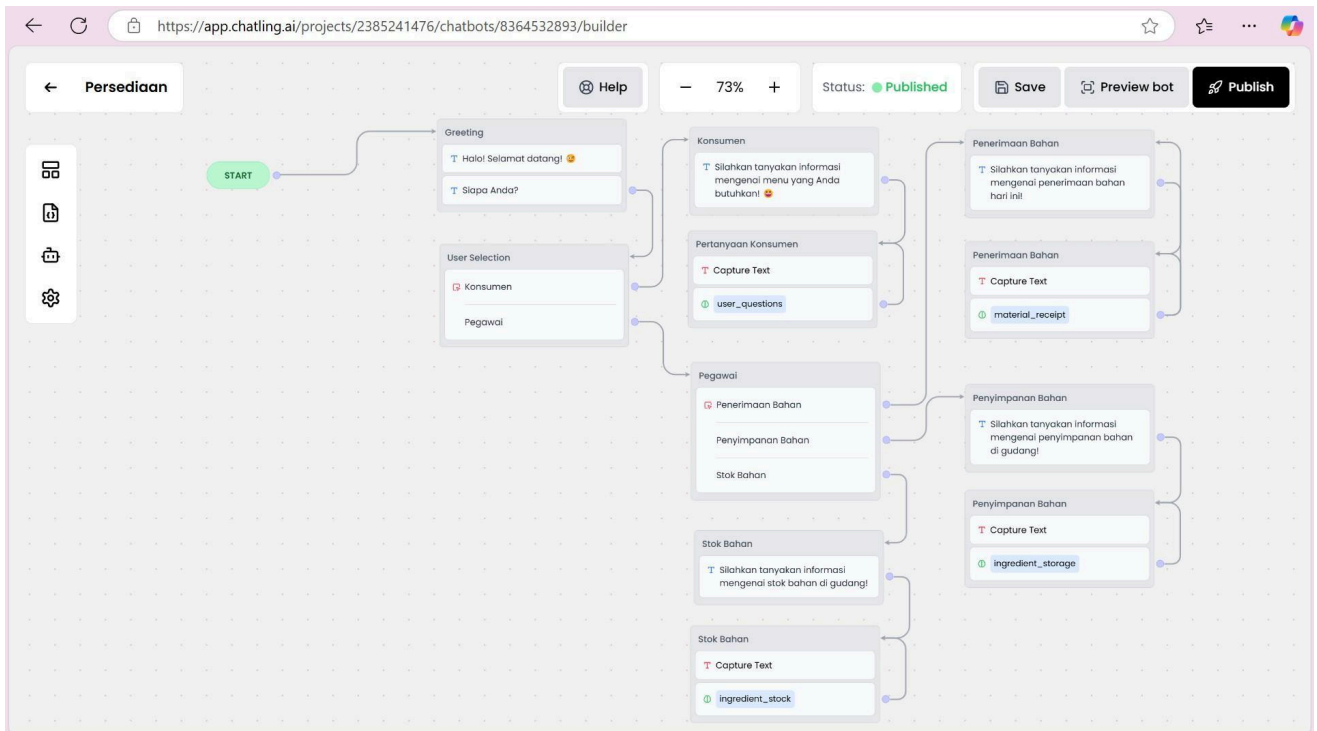 https://app.chatling.ai/projects/2385241476/chatbots/8364532893/builder
Persediaan
Help
73%
Status: Published
Save
Preview bot
Publish
START
Greeting
Halo! Selamat datang! 😉
Siapa Anda?
User Selection
Konsumen
Pegawai
Konsumen
Silahkan tanyakan informasi
mengenai menu yang Anda
butuhkan! 🤩
Pertanyaan Konsumen
Capture Text
user_questions
Pegawai
Penerimaan Bahan
Penyimpanan Bahan
Stok Bahan
Stok Bahan
Silahkan tanyakan informasi
mengenai stok bahan di gudang!
Stok Bahan
Capture Text
ingredient_stock
Penerimaan Bahan
Silahkan tanyakan informasi
mengenai penerimaan bahan
hari ini!
Penerimaan Bahan
Capture Text
material_receipt
Penyimpanan Bahan
Silahkan tanyakan informasi
mengenai penyimpanan bahan
di gudang!
Penyimpanan Bahan
Capture Text
ingredient_storage